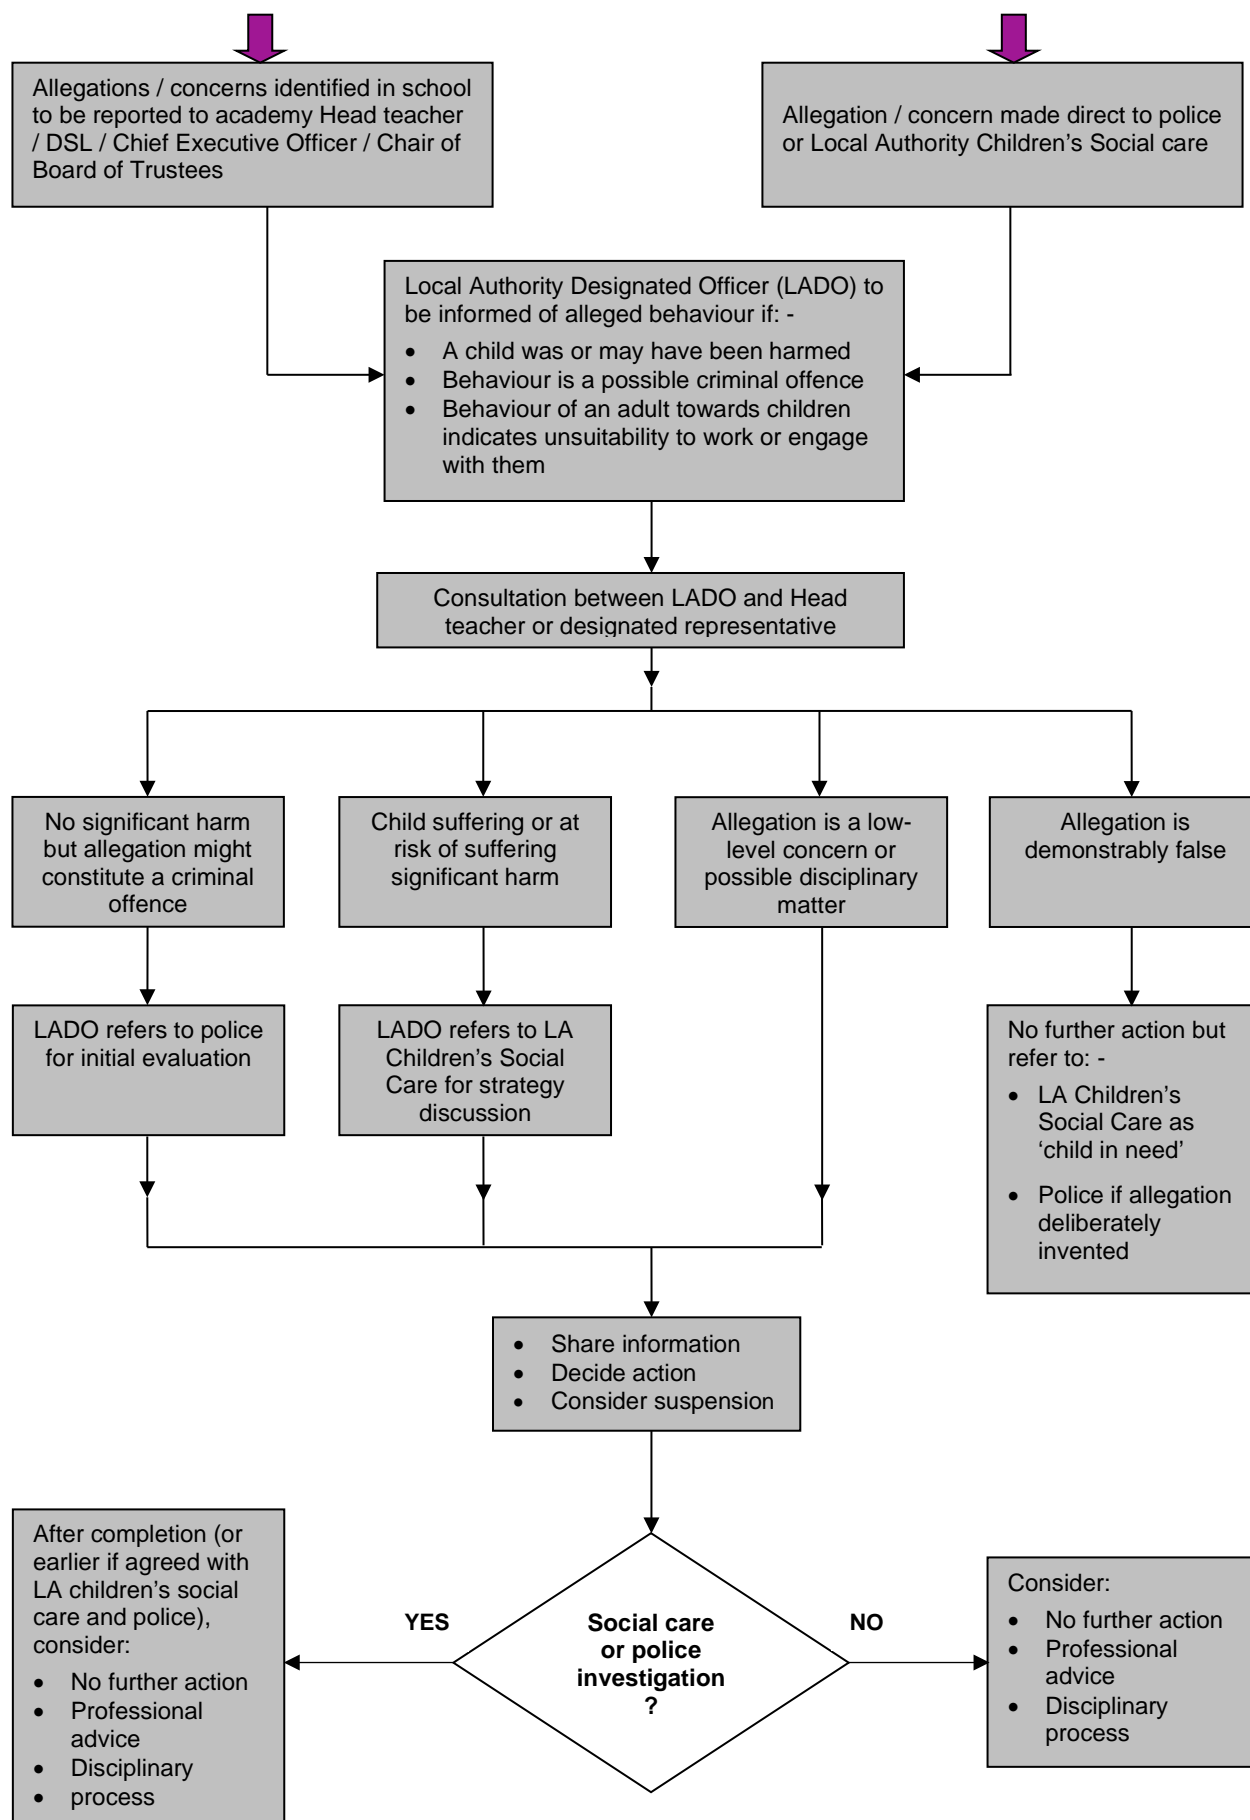 Allegations / concerns identified in school
to be reported to academy Head teacher
/ DSL / Chief Executive Officer / Chair of
Board of Trustees
Allegation / concern made direct to police
or Local Authority Children’s Social care
Local Authority Designated Officer (LADO) to
be informed of alleged behaviour if: -
• A child was or may have been harmed
• Behaviour is a possible criminal offence
• Behaviour of an adult towards children
indicates unsuitability to work or engage
with them
Consultation between LADO and Head
teacher or designated representative
No significant harm
but allegation might
constitute a criminal
offence
Child suffering or at
risk of suffering
significant harm
Allegation is a low-
level concern or
possible disciplinary
matter
Allegation is
demonstrably false
LADO refers to police
for initial evaluation
LADO refers to LA
Children’s Social
Care for strategy
discussion
No further action but
refer to: -
• LA Children’s
Social Care as
‘child in need’
• Police if allegation
deliberately
invented
• Share information
• Decide action
• Consider suspension
After completion (or
earlier if agreed with
LA children’s social
care and police),
consider:
• No further action
• Professional
advice
• Disciplinary
• process
YES
Social care
or police
investigation
?
NO
Consider:
• No further action
• Professional
advice
• Disciplinary
process